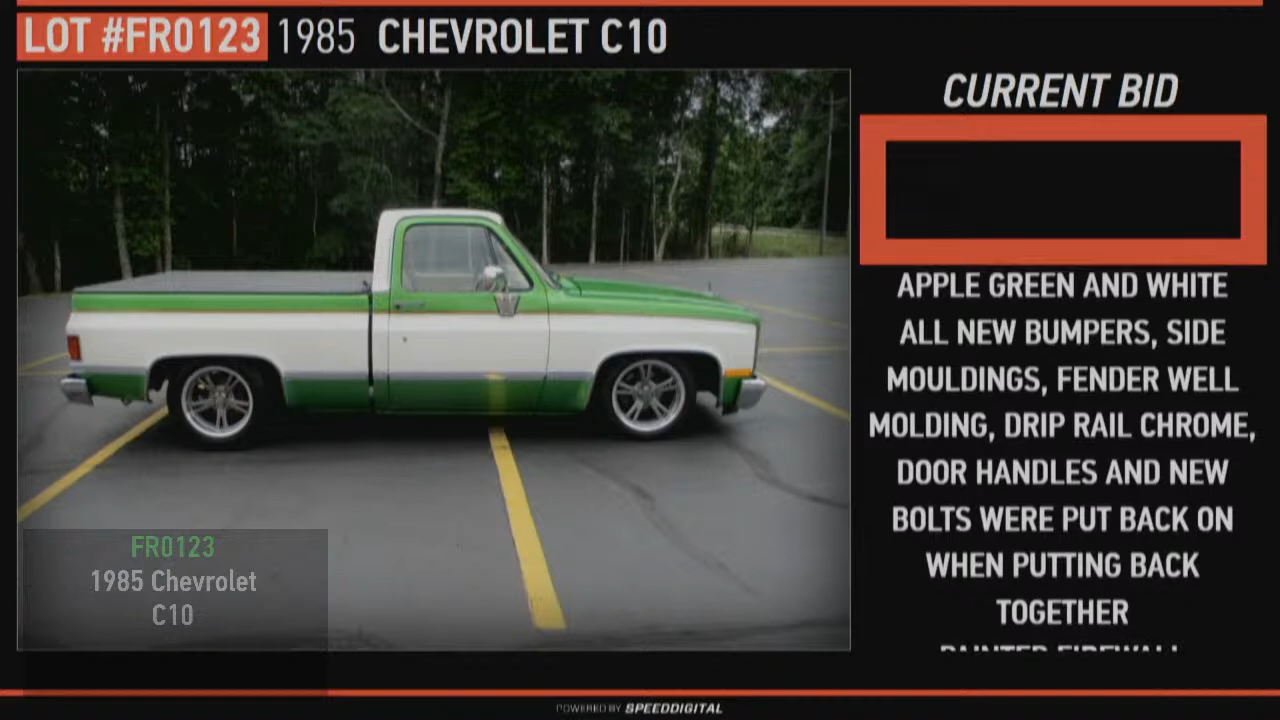 LOT #FR0123 1985 CHEVROLET C10
CURRENT BID
APPLE GREEN AND WHITE
ALL NEW BUMPERS, SIDE
MOULDINGS, FENDER WELL
MOLDING, DRIP RAIL CHROME,
DOOR HANDLES AND NEW
BOLTS WERE PUT BACK ON
WHEN PUTTING BACK
TOGETHER
PAINTED FIREWALL
FR0123
1985 Chevrolet
C10
POWERED BY SPEEDDIGITAL